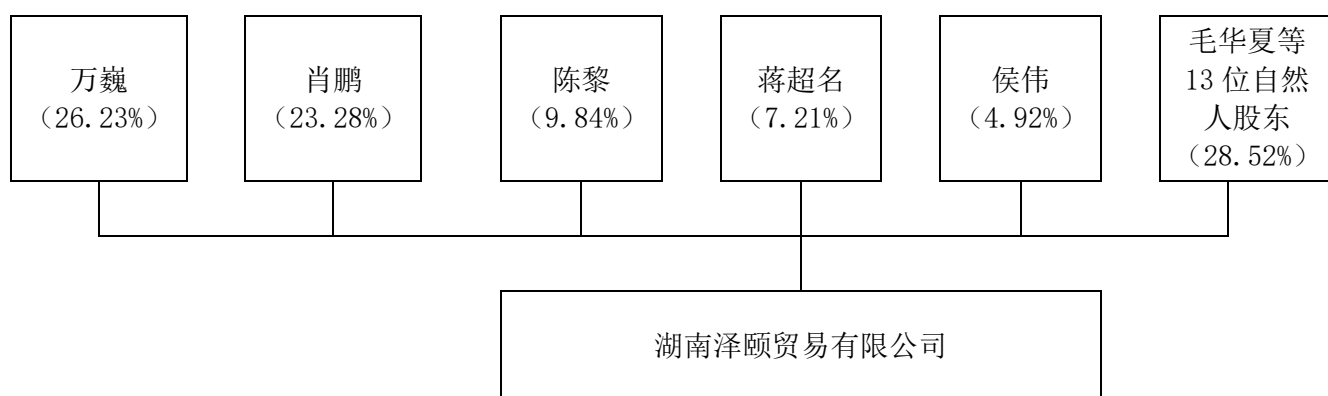 万巍
（26.23%）
肖鹏
（23.28%）
陈黎
（9.84%）
蒋超名
（7.21%）
侯伟
（4.92%）
毛华夏等
13 位自然
人股东
（28.52%）
湖南泽颐贸易有限公司